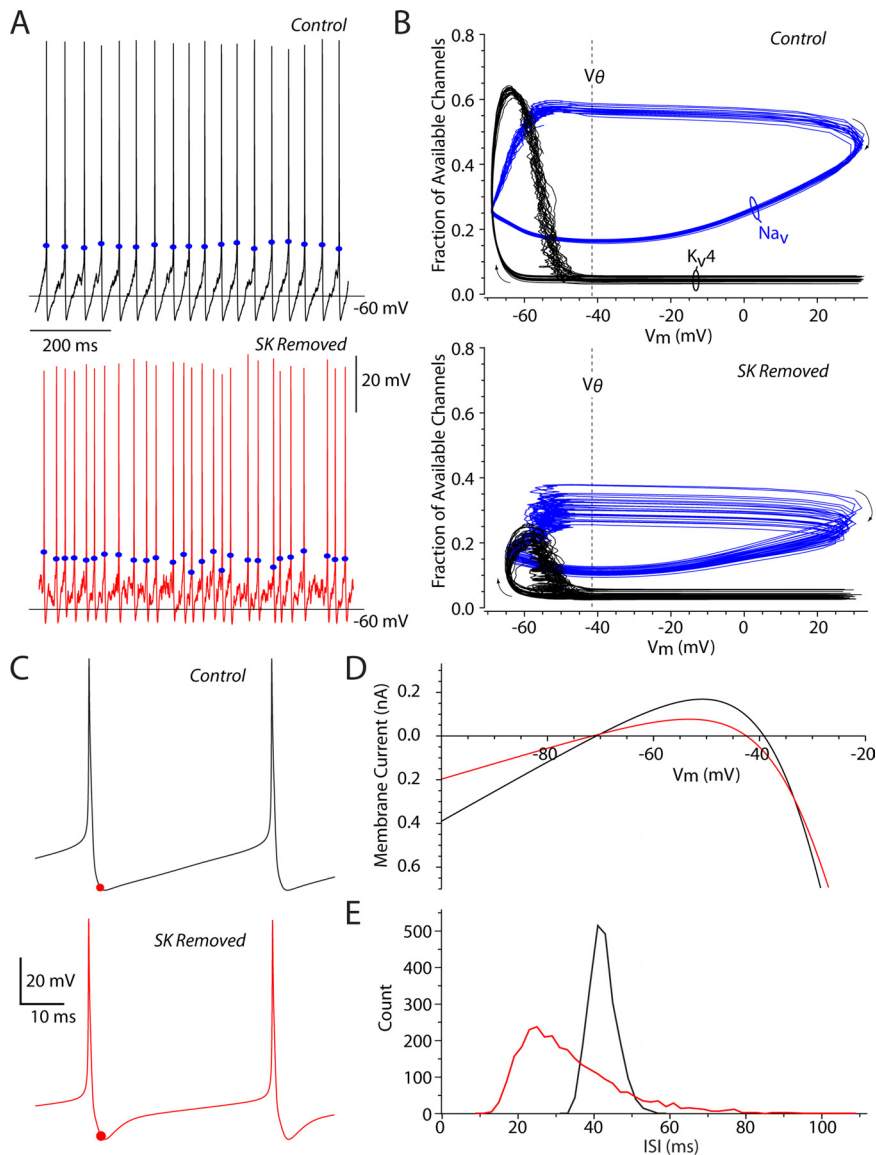 A
Control
-60 mV
200 ms
SK Removed
20 mV
-60 mV
B
Control
Vθ
Fraction of Available Channels
0.8
0.6
0.4
0.2
0.0
Nav
Kv4
-60 -40 -20 0 20
Vm (mV)
SK Removed
Vθ
Fraction of Available Channels
0.8
0.6
0.4
0.2
0.0
-60 -40 -20 0 20
Vm (mV)
C
Control
SK Removed
20 mV
10 ms
D
Membrane Current (nA)
0.2
0.0
0.2
0.4
0.6
-80 -60 -40 -20
Vm (mV)
E
Count
500
400
300
200
100
0
0 20 40 60 80 100
ISI (ms)